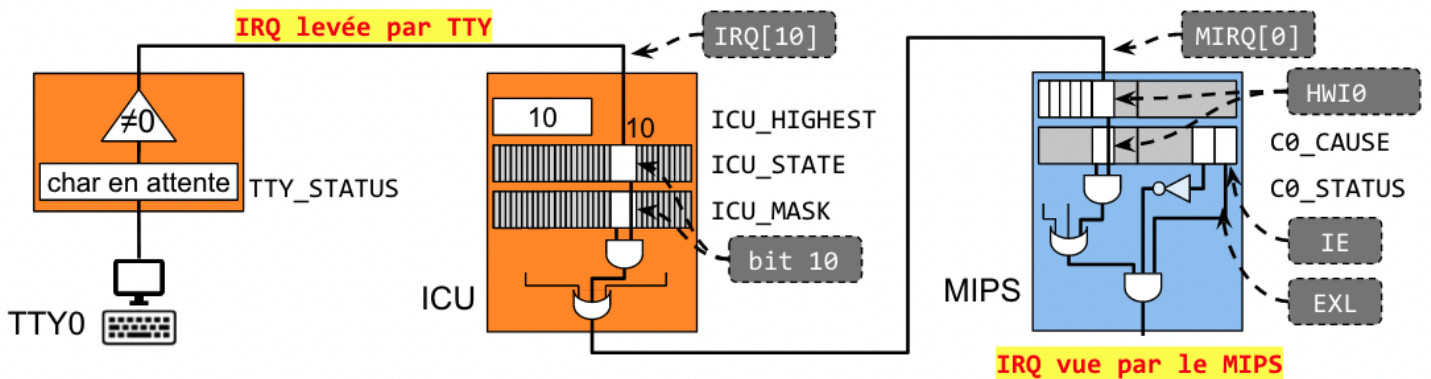 IRQ levée par TTY
IRQ[10]
MIRQ[0]
≠0
char en attente
TTY_STATUS
TTY0
10
10
ICU_HIGHEST
ICU_STATE
ICU_MASK
bit 10
ICU
HWI0
C0_CAUSE
C0_STATUS
IE
EXL
MIPS
IRQ vue par le MIPS